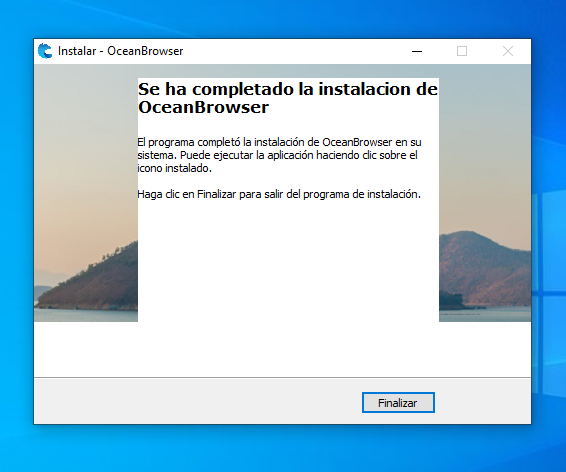 Instalar - OceanBrowser
Se ha completado la instalacion de
OceanBrowser
El programa completó la instalación de OceanBrowser en su
sistema. Puede ejecutar la aplicación haciendo clic sobre el
icono instalado.
Haga clic en Finalizar para salir del programa de instalación.
Finalizar